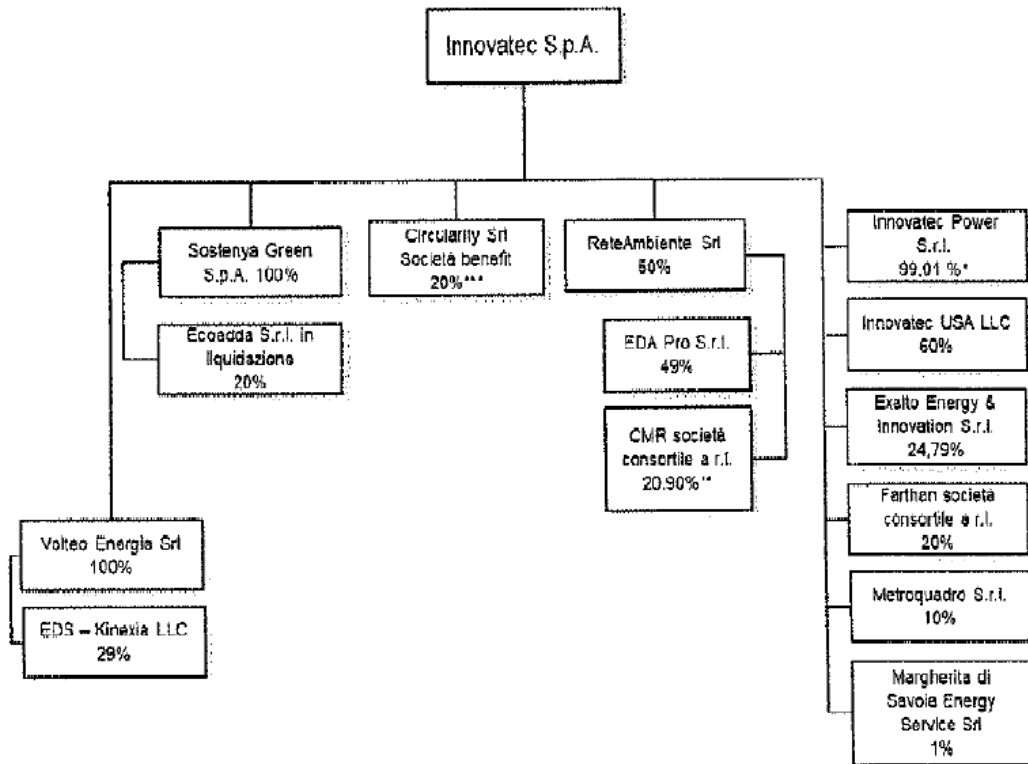 Innovatec S.p.A.
Sostenya Green
S.p.A. 100%
Ecoadda S.r.l. in
liquidazione
20%
Circularity Srl
Società benefit
20%***
ReteAmbiente Srl
50%
EDA Pro S.r.l.
49%
CMR società
consortile a r.l.
20.90%**
Volteo Energia Srl
100%
EDS – Kinexia LLC
29%
Innovatec Power
S.r.l.
99,01 %*
Innovatec USA LLC
60%
Exalto Energy &
Innovation S.r.l.
24,79%
Farthan società
consortile a r.l.
20%
Metroquadro S.r.l.
10%
Margherita di
Savoia Energy
Service Srl
1%